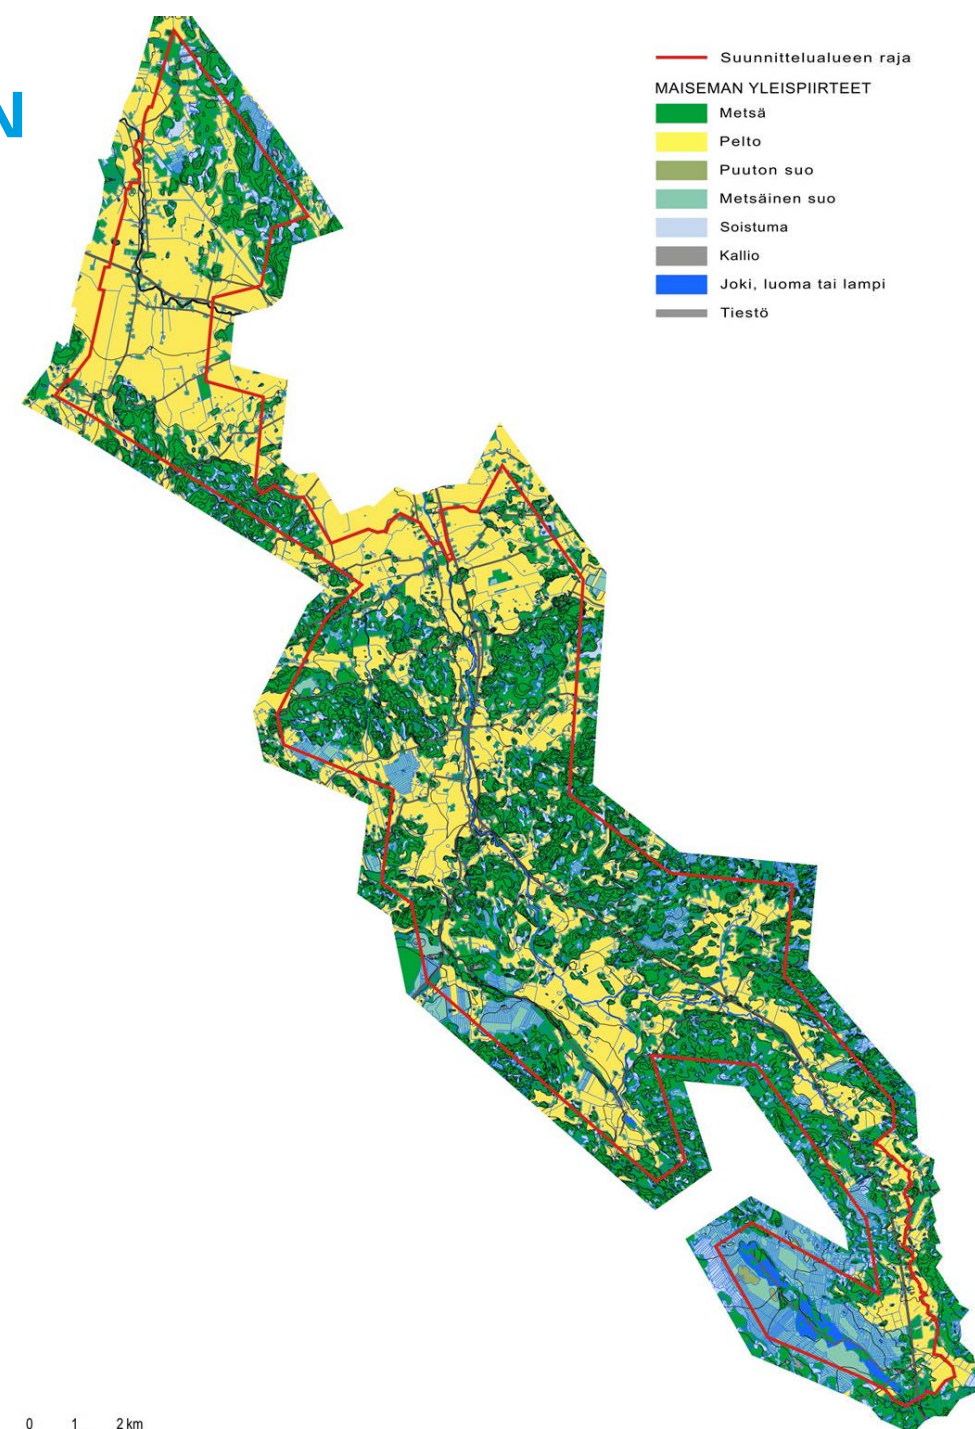 N
Suunnittelualueen raja
MAISEMAN YLEISPIIRTEET
Metsä
Pelto
Puuton suo
Metsäinen suo
Soistuma
Kallio
Joki, luoma tai lampi
Tiestö
0 1 2 km